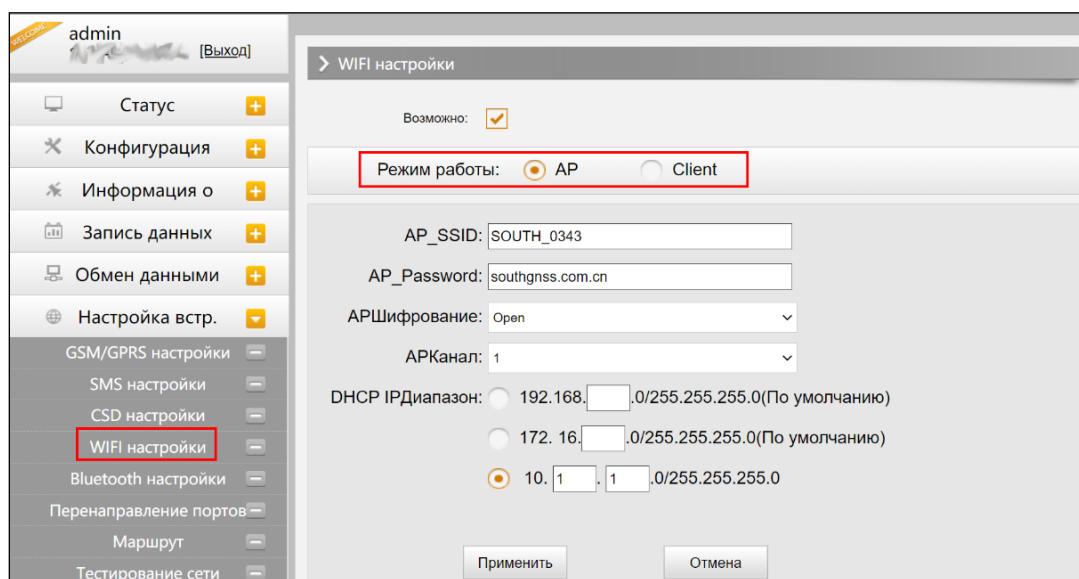 WELCOME
admin
[Выход]
Статус
Конфигурация
Информация о
Запись данных
Обмен данными
Настройка встр.
GSM/GPRS настройки
SMS настройки
CSD настройки
WIFI настройки
Bluetooth настройки
Перенаправление портов
Маршрут
Тестирование сети
WIFI настройки
Возможно:
Режим работы: AP Client
AP_SSID: SOUTH_0343
AP_Password: southgnss.com.cn
APШифрование: Open
APКанал: 1
DHCP IPДиапазон: 192.168. .0/255.255.255.0(По умолчанию)
172. 16. .0/255.255.255.0(По умолчанию)
10. 1 . 1 .0/255.255.255.0
Применить Отмена